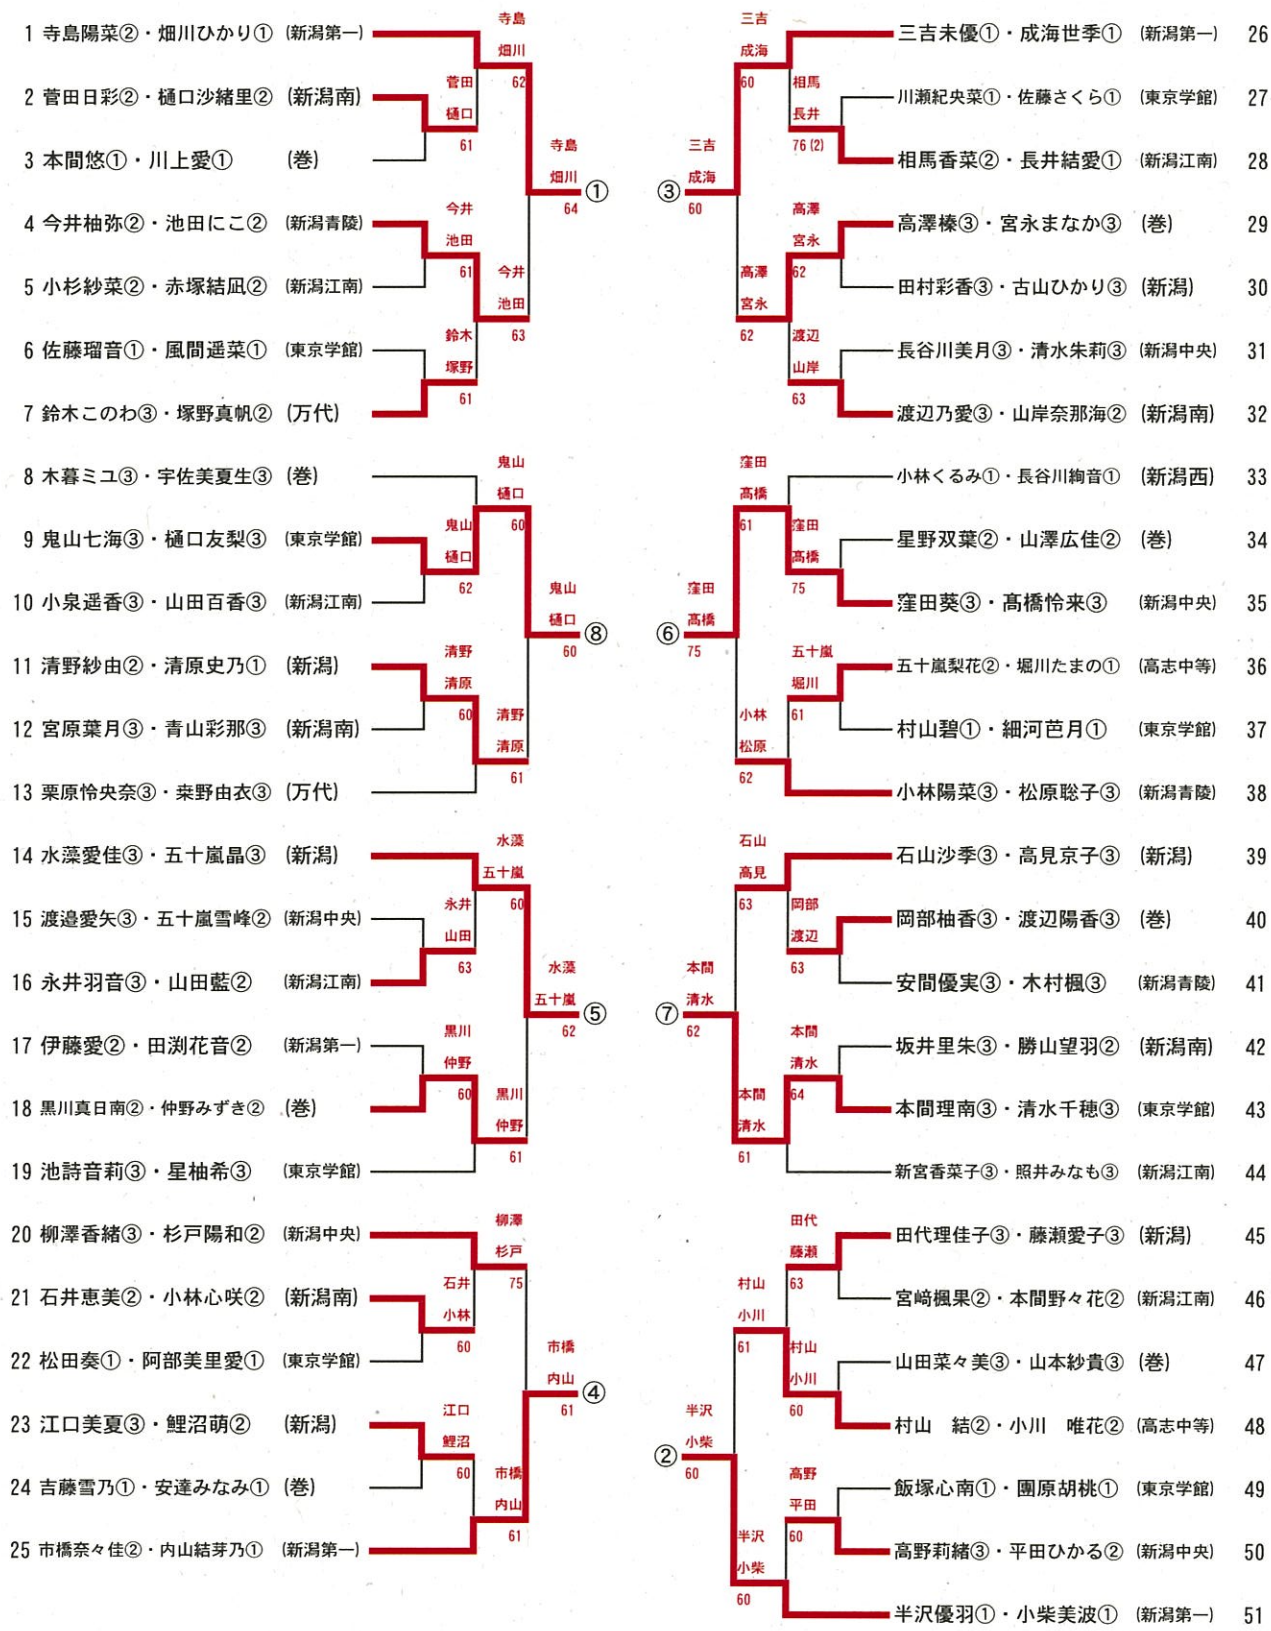 1 寺島陽菜②・畑川ひかり① (新潟第一)
2 菅田日彩②・樋口沙緒里② (新潟南)
3 本間悠①・川上愛① (巻)
4 今井柚弥②・池田にこ② (新潟青陵)
5 小杉紗菜②・赤塚結凪② (新潟江南)
6 佐藤瑠音①・風間遥菜① (東京学館)
7 鈴木このわ③・塚野真帆② (万代)
8 木暮ミユ③・宇佐美夏生③ (巻)
9 鬼山七海③・樋口友梨③ (東京学館)
10 小泉遥香③・山田百香③ (新潟江南)
11 清野紗由②・清原史乃① (新潟)
12 宮原葉月③・青山彩那③ (新潟南)
13 栗原怜央奈③・桒野由衣③ (万代)
14 水藻愛佳③・五十嵐晶③ (新潟)
15 渡邉愛矢③・五十嵐雪峰② (新潟中央)
16 永井羽音③・山田藍② (新潟江南)
17 伊藤愛②・田渕花音② (新潟第一)
18 黒川真日南②・仲野みずき② (巻)
19 池詩音莉③・星柚希③ (東京学館)
20 柳澤香緒③・杉戸陽和② (新潟中央)
21 石井恵美②・小林心咲② (新潟南)
22 松田奏①・阿部美里愛① (東京学館)
23 江口美夏③・鯉沼萌② (新潟)
24 吉藤雪乃①・安達みなみ① (巻)
25 市橋奈々佳②・内山結芽乃① (新潟第一)
菅田
樋口
61
今井
池田
61
鈴木
塚野
61
鬼山
樋口
62
清野
清原
60
永井
山田
63
黒川
仲野
60
石井
小林
60
江口
鯉沼
60
寺島
畑川
62
今井
池田
63
鬼山
樋口
60
清野
清原
61
水藻
五十嵐
60
黒川
仲野
61
柳澤
杉戸
75
市橋
内山
61
寺島
畑川
64
①
鬼山
樋口
60
⑧
水藻
五十嵐
62
⑤
市橋
内山
61
④
三吉
成海
60
③
窪田
髙橋
75
⑥
本間
清水
62
⑦
半沢
小柴
60
②
三吉
成海
60
高澤
宮永
62
窪田
髙橋
61
小林
松原
62
石山
高見
63
本間
清水
61
村山
小川
61
半沢
小柴
60
相馬
長井
76 (2)
高澤
宮永
62
渡辺
山岸
63
窪田
髙橋
75
五十嵐
堀川
61
岡部
渡辺
63
本間
清水
64
田代
藤瀬
63
村山
小川
60
高野
平田
60
三吉未優①・成海世季① (新潟第一) 26
川瀬紀央菜①・佐藤さくら① (東京学館) 27
相馬香菜②・長井結愛① (新潟江南) 28
高澤榛③・宮永まなか③ (巻) 29
田村彩香③・古山ひかり③ (新潟) 30
長谷川美月③・清水朱莉③ (新潟中央) 31
渡辺乃愛③・山岸奈那海② (新潟南) 32
小林くるみ①・長谷川絢音① (新潟西) 33
星野双葉②・山澤広佳② (巻) 34
窪田葵③・髙橋怜来③ (新潟中央) 35
五十嵐梨花②・堀川たまの① (高志中等) 36
村山碧①・細河芭月① (東京学館) 37
小林陽菜③・松原聡子③ (新潟青陵) 38
石山沙季③・高見京子③ (新潟) 39
岡部柚香③・渡辺陽香③ (巻) 40
安間優実③・木村楓③ (新潟青陵) 41
坂井里朱③・勝山望羽② (新潟南) 42
本間理南③・清水千穂③ (東京学館) 43
新宮香菜子③・照井みなも③ (新潟江南) 44
田代理佳子③・藤瀬愛子③ (新潟) 45
宮﨑楓果②・本間野々花② (新潟江南) 46
山田菜々美③・山本紗貴③ (巻) 47
村山　結②・小川　唯花② (高志中等) 48
飯塚心南①・團原胡桃① (東京学館) 49
高野莉緒③・平田ひかる② (新潟中央) 50
半沢優羽①・小柴美波① (新潟第一) 51